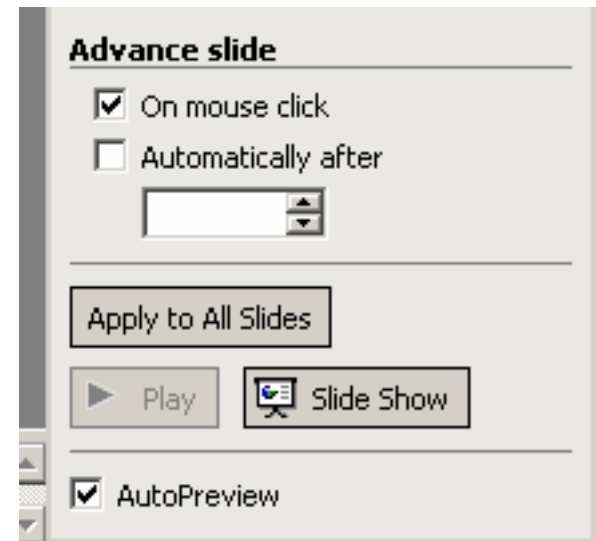 Advance slide
On mouse click
Automatically after
Apply to All Slides
Play Slide Show
AutoPreview